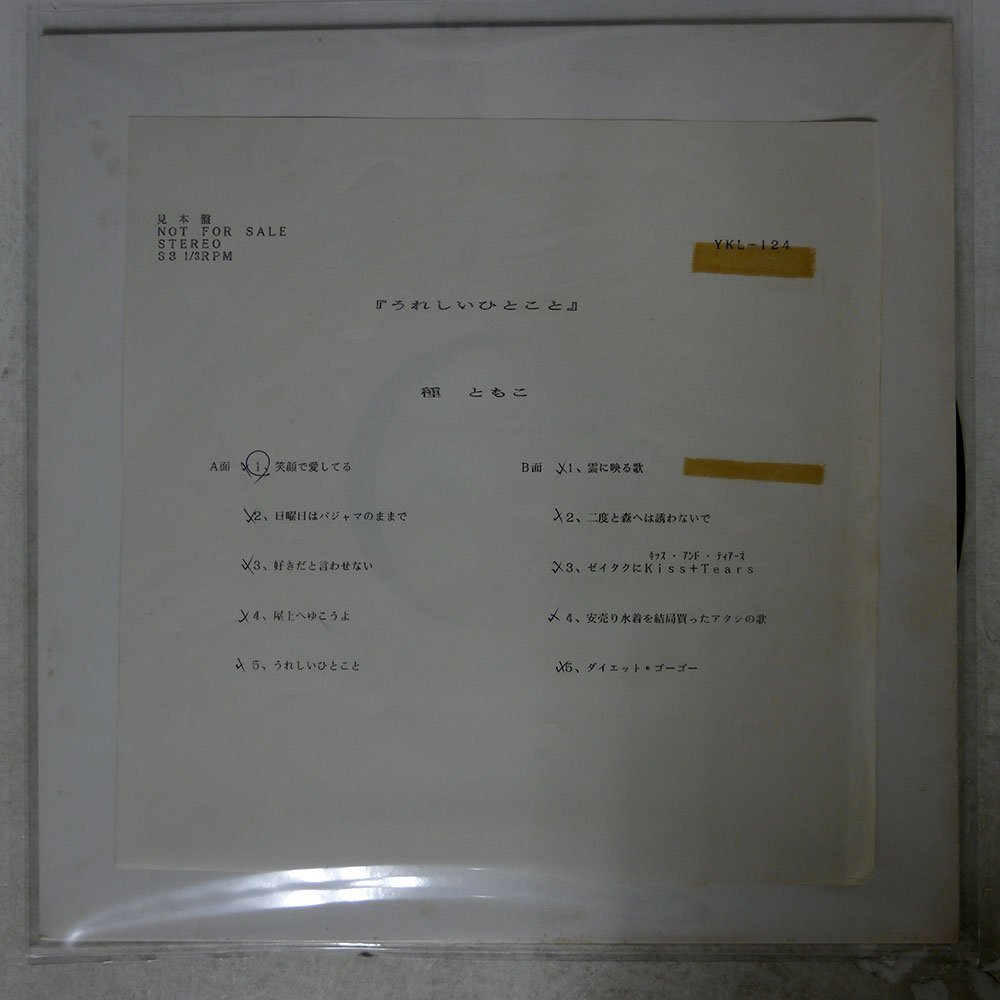 見本盤
NOT FOR SALE
STEREO
33 1/3RPM
YKL-124
『うれしいひとこと』
種 ともこ
A面 1、笑顔で愛してる
2、日曜日はパジャマのままで
3、好きだと言わせない
4、屋上へゆこうよ
5、うれしいひとこと
B面 1、雲に映る歌
2、二度と森へは誘わないで
キッス・アンド・ティアーズ
3、ゼイタクにKiss+Tears
4、安売り水着を結局買ったアタシの歌
5、ダイエット・ゴーゴー